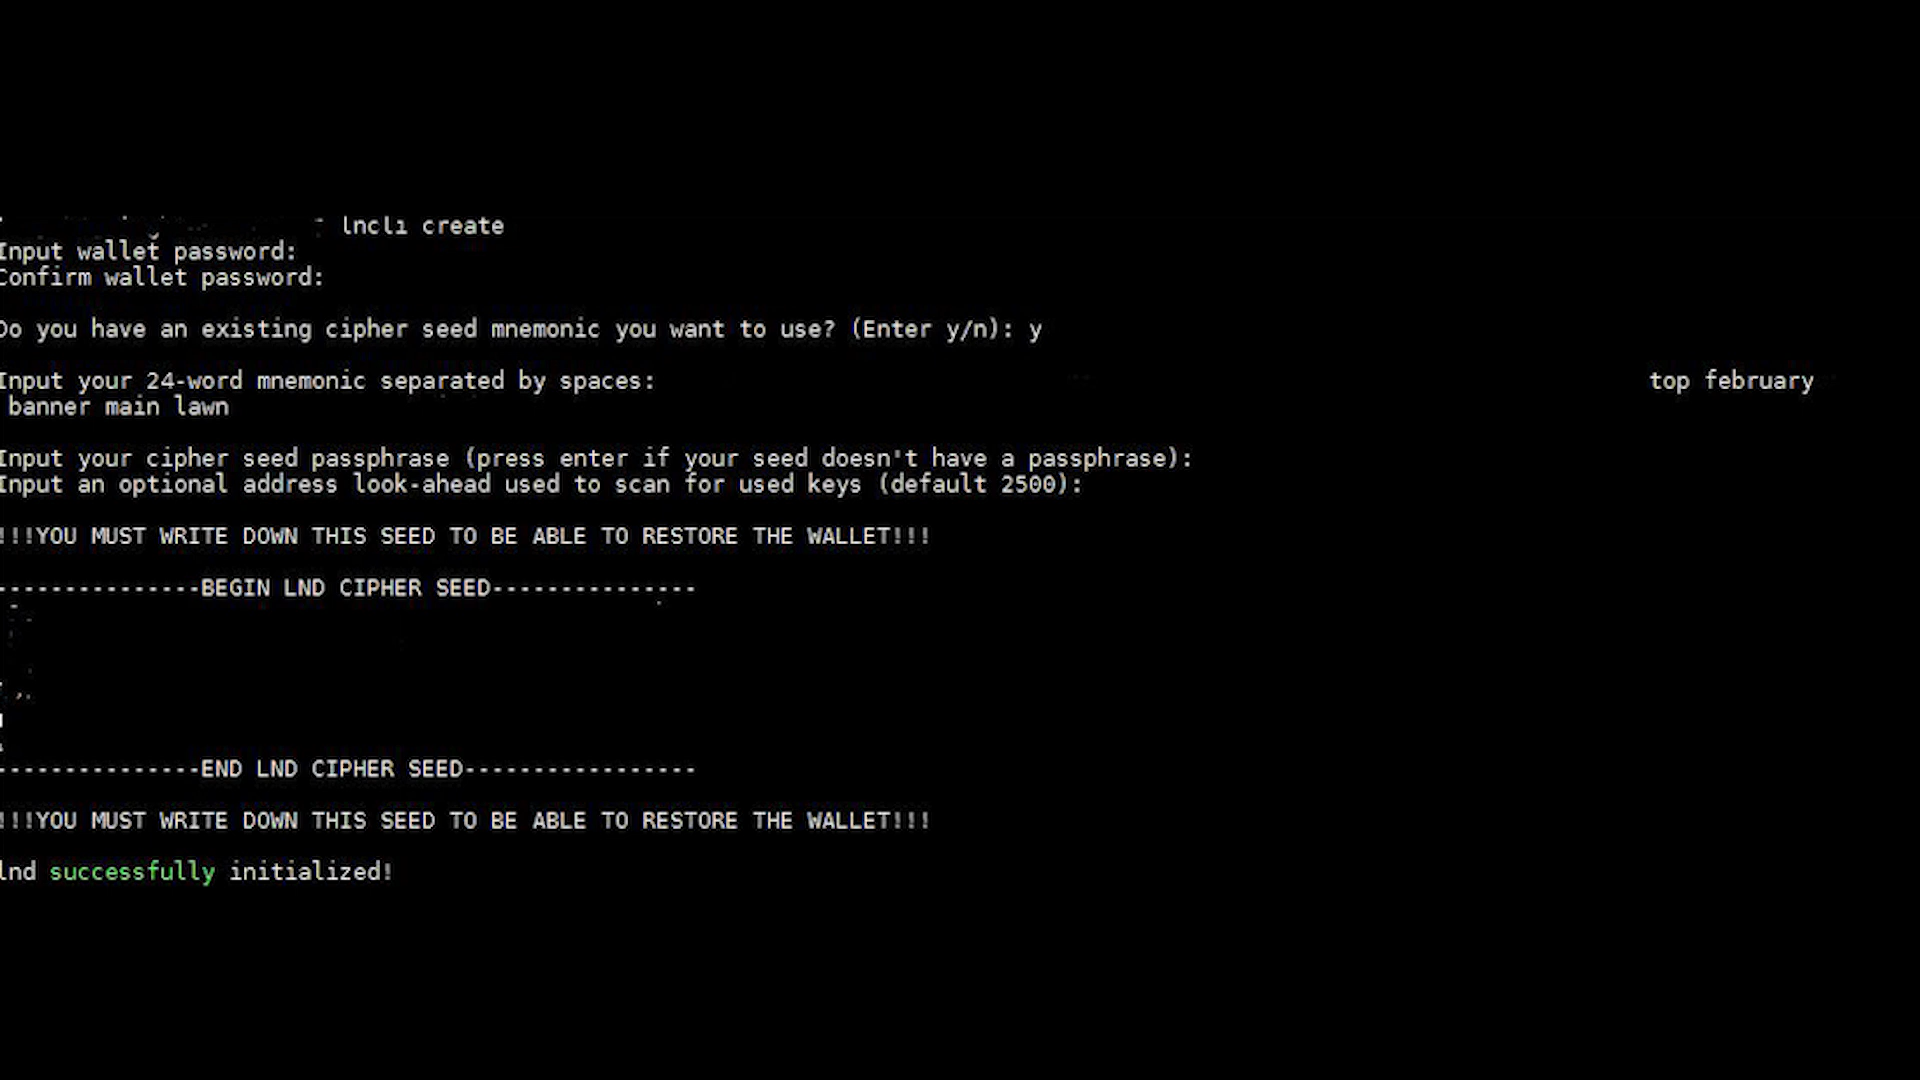 lncli create
Input wallet password:
Confirm wallet password:
Do you have an existing cipher seed mnemonic you want to use? (Enter y/n): y
Input your 24-word mnemonic separated by spaces: top february
banner main lawn
Input your cipher seed passphrase (press enter if your seed doesn't have a passphrase):
Input an optional address look-ahead used to scan for used keys (default 2500):
!!!YOU MUST WRITE DOWN THIS SEED TO BE ABLE TO RESTORE THE WALLET!!!
---------------BEGIN LND CIPHER SEED---------------
---------------END LND CIPHER SEED-----------------
!!!YOU MUST WRITE DOWN THIS SEED TO BE ABLE TO RESTORE THE WALLET!!!
lnd successfully initialized!